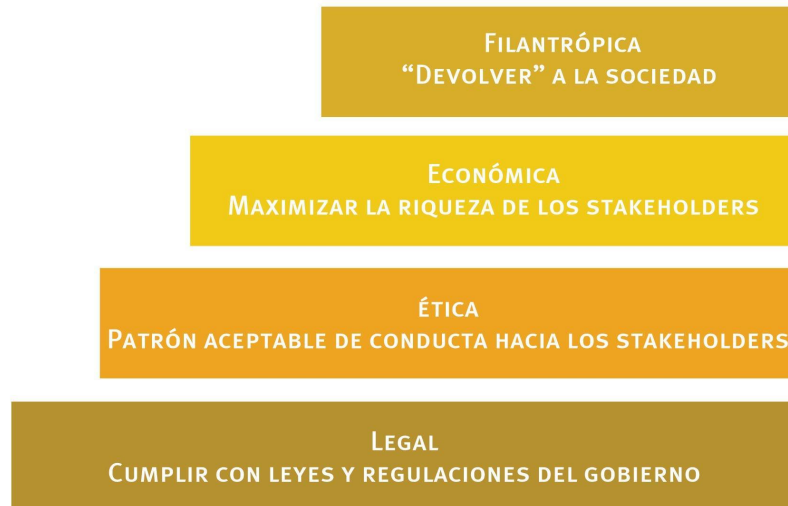 Filantrópica
“Devolver” a la sociedad
Económica
Maximizar la riqueza de los stakeholders
Ética
Patrón aceptable de conducta hacia los stakeholders
Legal
Cumplir con leyes y regulaciones del gobierno